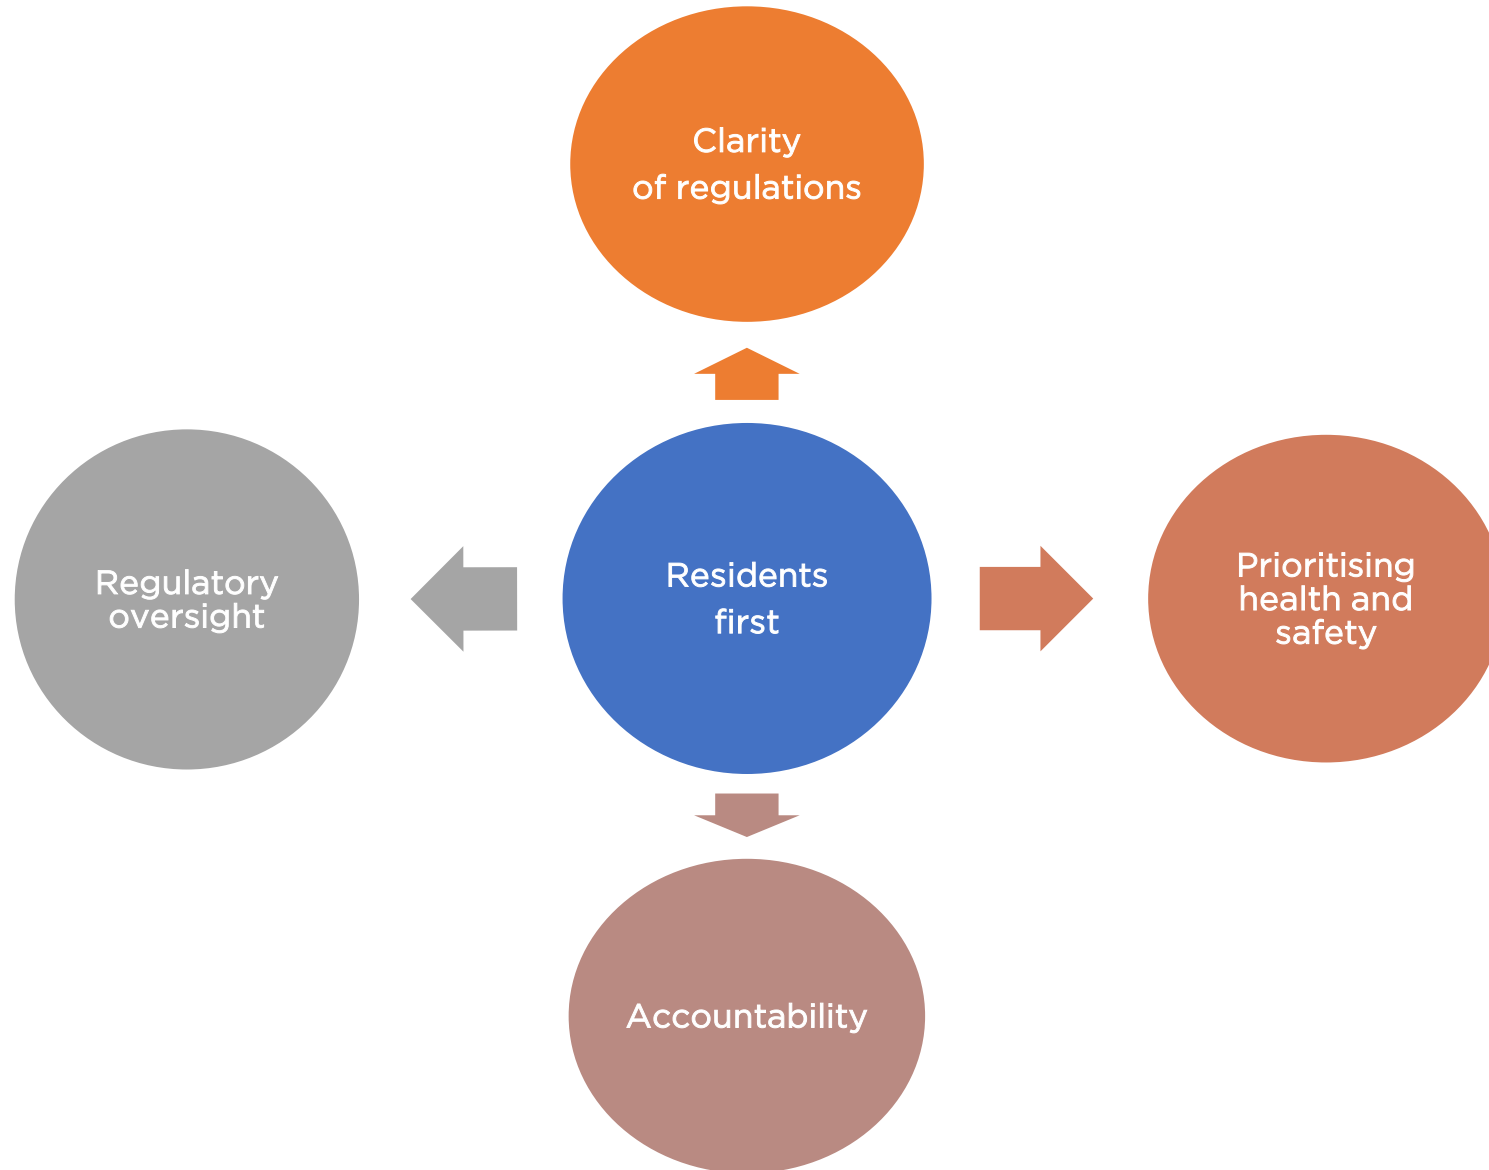 Clarity
of regulations
Regulatory
oversight
Residents
first
Prioritising
health and
safety
Accountability